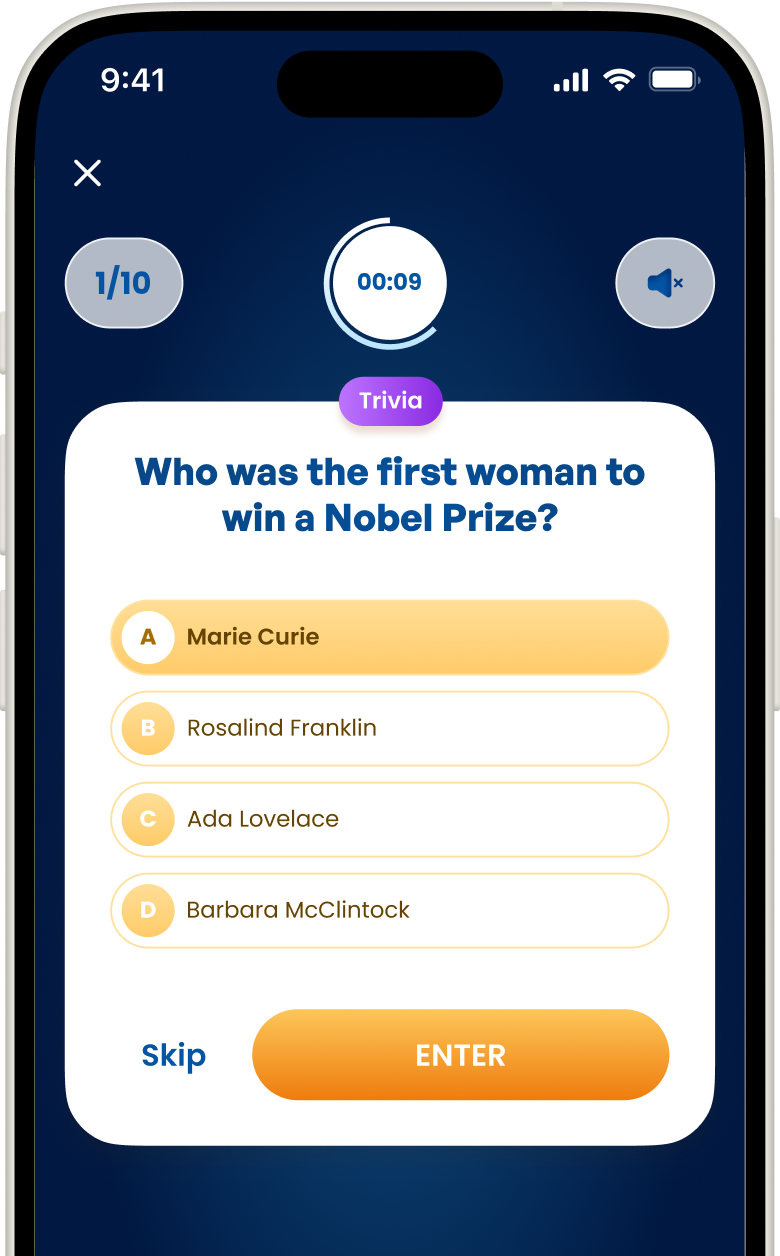 9:41
1/10
00:09
Trivia
Who was the first woman to
win a Nobel Prize?
A Marie Curie
B Rosalind Franklin
C Ada Lovelace
D Barbara McClintock
Skip ENTER